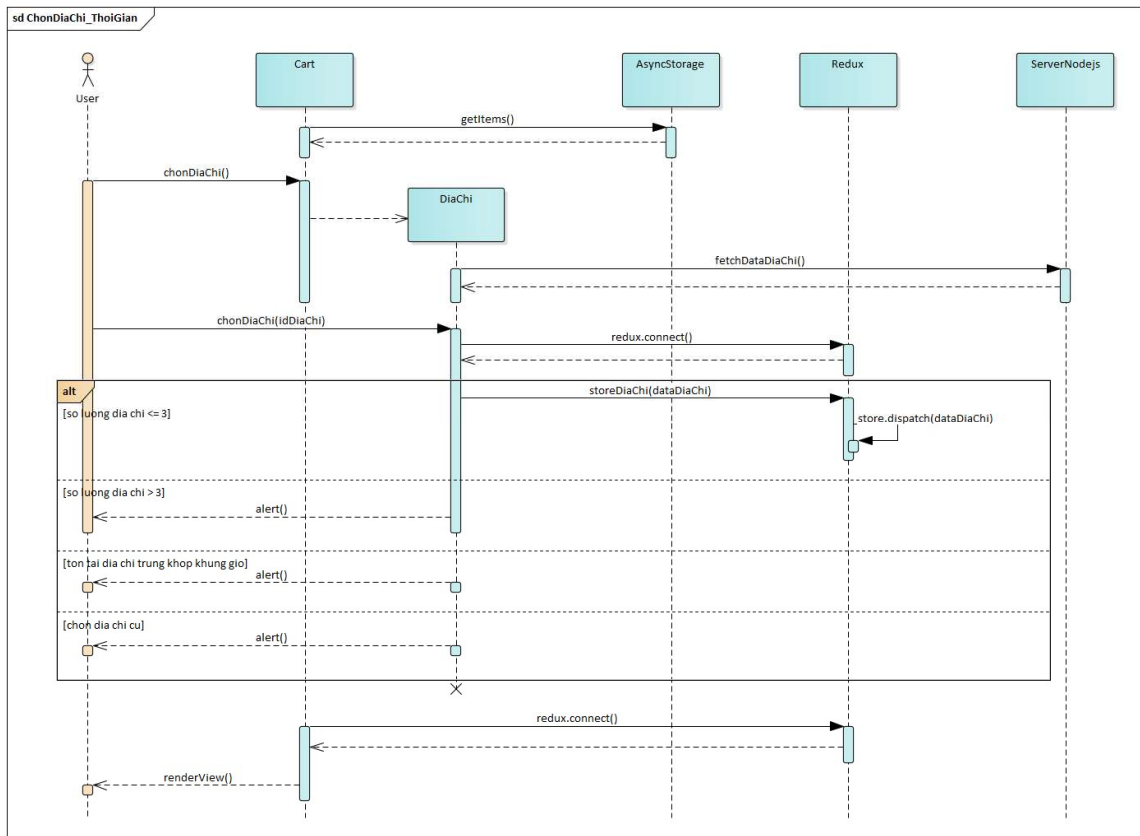 sd ChonDiaChi_ThoiGian
User
Cart
AsyncStorage
Redux
ServerNodejs
getItems()
chonDiaChi()
DiaChi
fetchDataDiaChi()
chonDiaChi(idDiaChi)
redux.connect()
alt
[so luong dia chi <= 3]
storeDiaChi(dataDiaChi)
store.dispatch(dataDiaChi)
[so luong dia chi > 3]
alert()
[ton tai dia chi trung khop khung gio]
alert()
[chon dia chi cu]
alert()
redux.connect()
renderView()